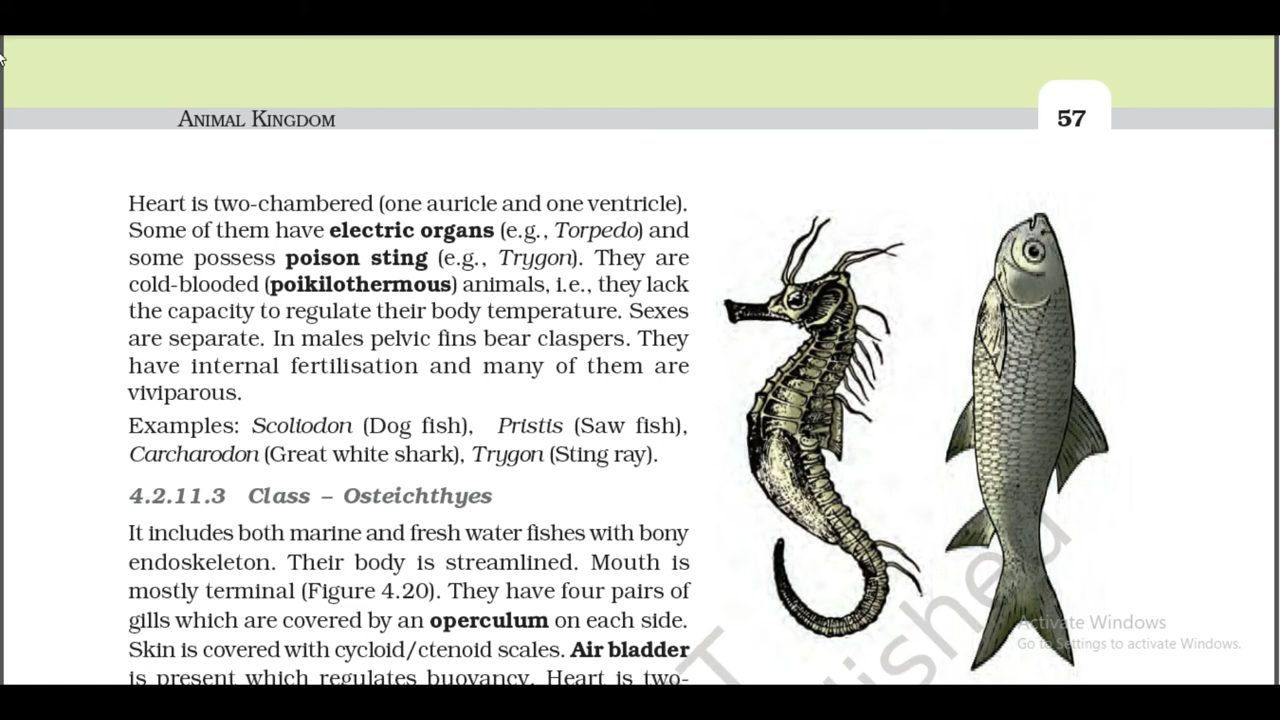 ANIMAL KINGDOM
57
Heart is two-chambered (one auricle and one ventricle).
Some of them have electric organs (e.g., Torpedo) and
some possess poison sting (e.g., Trygon). They are
cold-blooded (poikilothermous) animals, i.e., they lack
the capacity to regulate their body temperature. Sexes
are separate. In males pelvic fins bear claspers. They
have internal fertilisation and many of them are
viviparous.
Examples: Scoliodon (Dog fish), Pristis (Saw fish),
Carcharodon (Great white shark), Trygon (Sting ray).
4.2.11.3 Class – Osteichthyes
It includes both marine and fresh water fishes with bony
endoskeleton. Their body is streamlined. Mouth is
mostly terminal (Figure 4.20). They have four pairs of
gills which are covered by an operculum on each side.
Skin is covered with cycloid/ctenoid scales. Air bladder
is present which regulates buoyancy. Heart is two-
Activate Windows
Go to Settings to activate Windows.